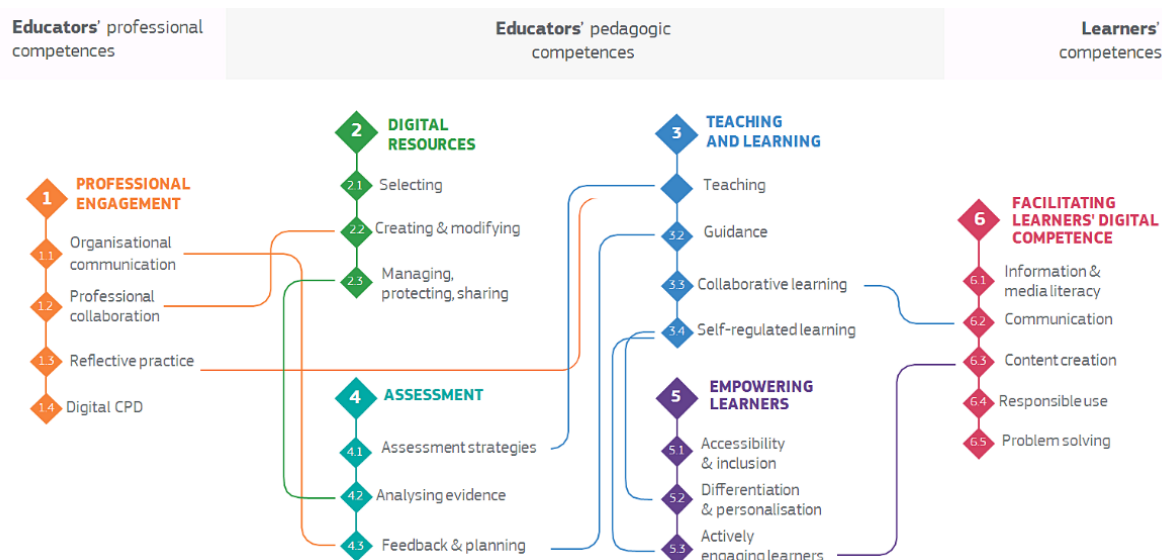 Educators' professional
competences
Educators' pedagogic
competences
Learners'
competences
1
PROFESSIONAL
ENGAGEMENT
1.1
Organisational
communication
1.2
Professional
collaboration
1.3
Reflective practice
1.4
Digital CPD
2
DIGITAL
RESOURCES
2.1
Selecting
2.2
Creating & modifying
2.3
Managing,
protecting, sharing
3
TEACHING
AND LEARNING
Teaching
3.2
Guidance
3.3
Collaborative learning
3.4
Self-regulated learning
4
ASSESSMENT
4.1
Assessment strategies
4.2
Analysing evidence
4.3
Feedback & planning
5
EMPOWERING
LEARNERS
5.1
Accessibility
& inclusion
5.2
Differentiation
& personalisation
5.3
Actively
engaging learners
6
FACILITATING
LEARNERS' DIGITAL
COMPETENCE
6.1
Information &
media literacy
6.2
Communication
6.3
Content creation
6.4
Responsible use
6.5
Problem solving